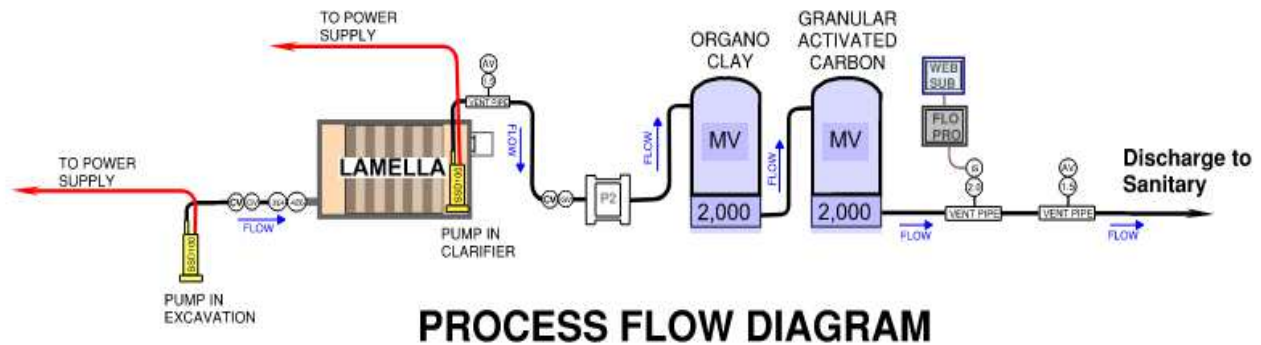 TO POWER
SUPPLY
AV
1.5
VENT PIPE
FLOW
LAMELLA
PUMP IN
CLARIFIER
TO POWER
SUPPLY
CV
FLOW
PUMP IN
EXCAVATION
P2
FLOW
ORGANO
CLAY
MV
2,000
FLOW
GRANULAR
ACTIVATED
CARBON
MV
2,000
FLOW
WEB
SUB
FLO
PRO
2.0
VENT PIPE
AV
1.5
VENT PIPE
FLOW
Discharge to
Sanitary
PROCESS FLOW DIAGRAM